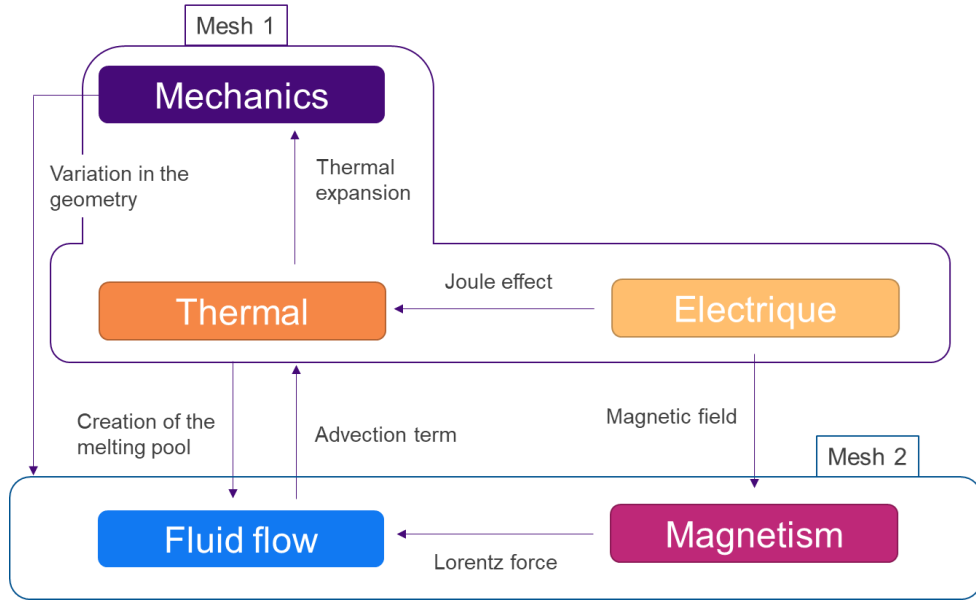 Mesh 1
Mechanics
Variation in the
geometry
Thermal
expansion
Joule effect
Thermal
Electrique
Creation of the
melting pool
Advection term
Magnetic field
Mesh 2
Fluid flow
Magnetism
Lorentz force